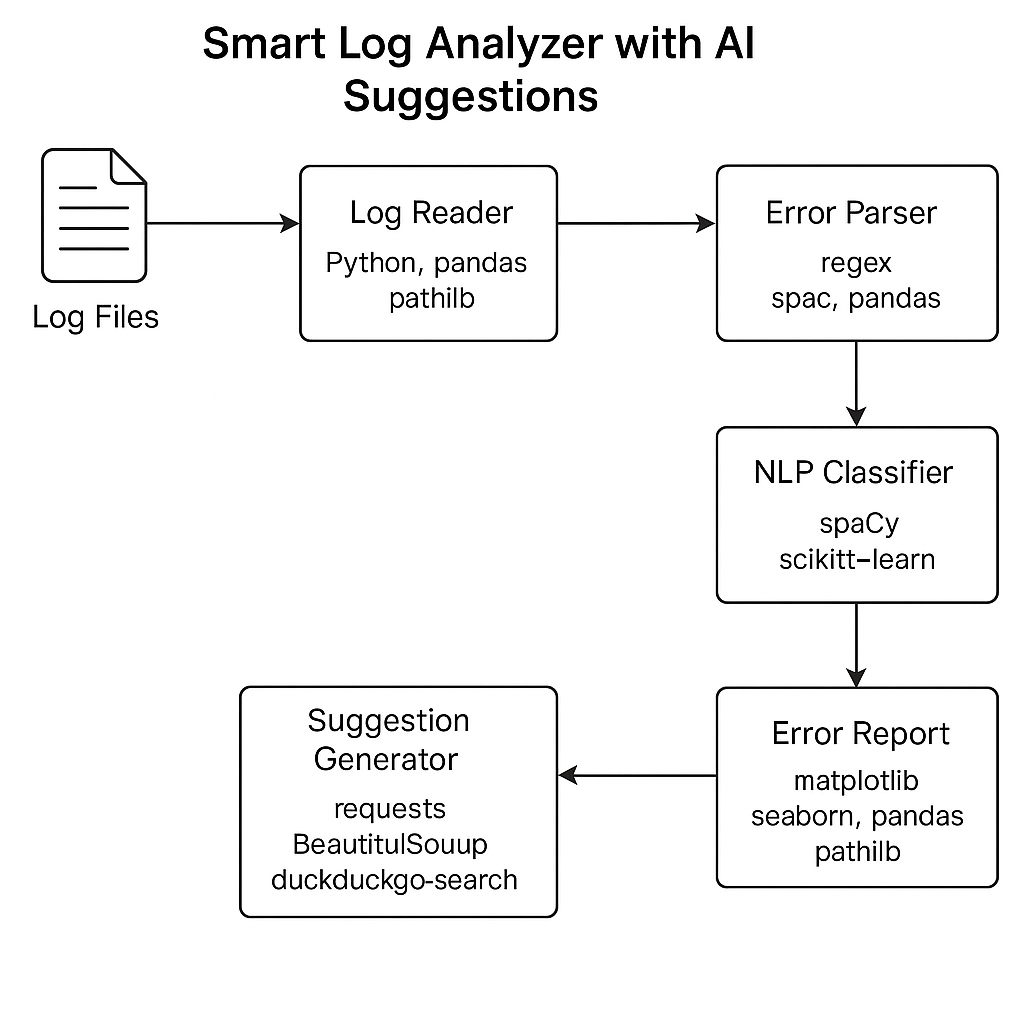 Smart Log Analyzer with AI
Suggestions
Log Files
Log Reader
Python, pandas
pathilb
Error Parser
regex
spac, pandas
NLP Classifier
spaCy
scikitt–learn
Error Report
matplotlib
seaborn, pandas
pathilb
Suggestion
Generator
requests
BeautitulSouup
duckduckgo-search